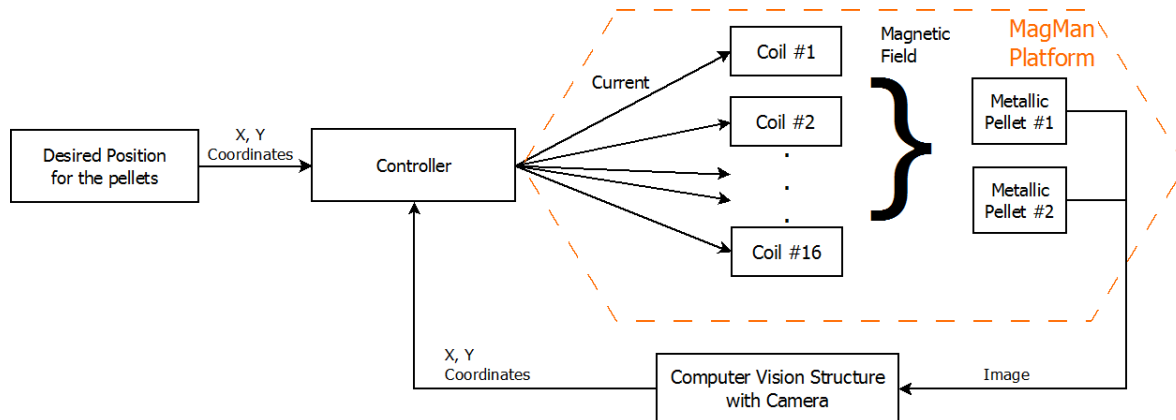 MagMan
Platform
Coil #1
Magnetic
Field
Current
Coil #2
Metallic
Pellet #1
X, Y
Coordinates
Desired Position
for the pellets
Controller
Metallic
Pellet #2
Coil #16
X, Y
Coordinates
Computer Vision Structure
with Camera
Image